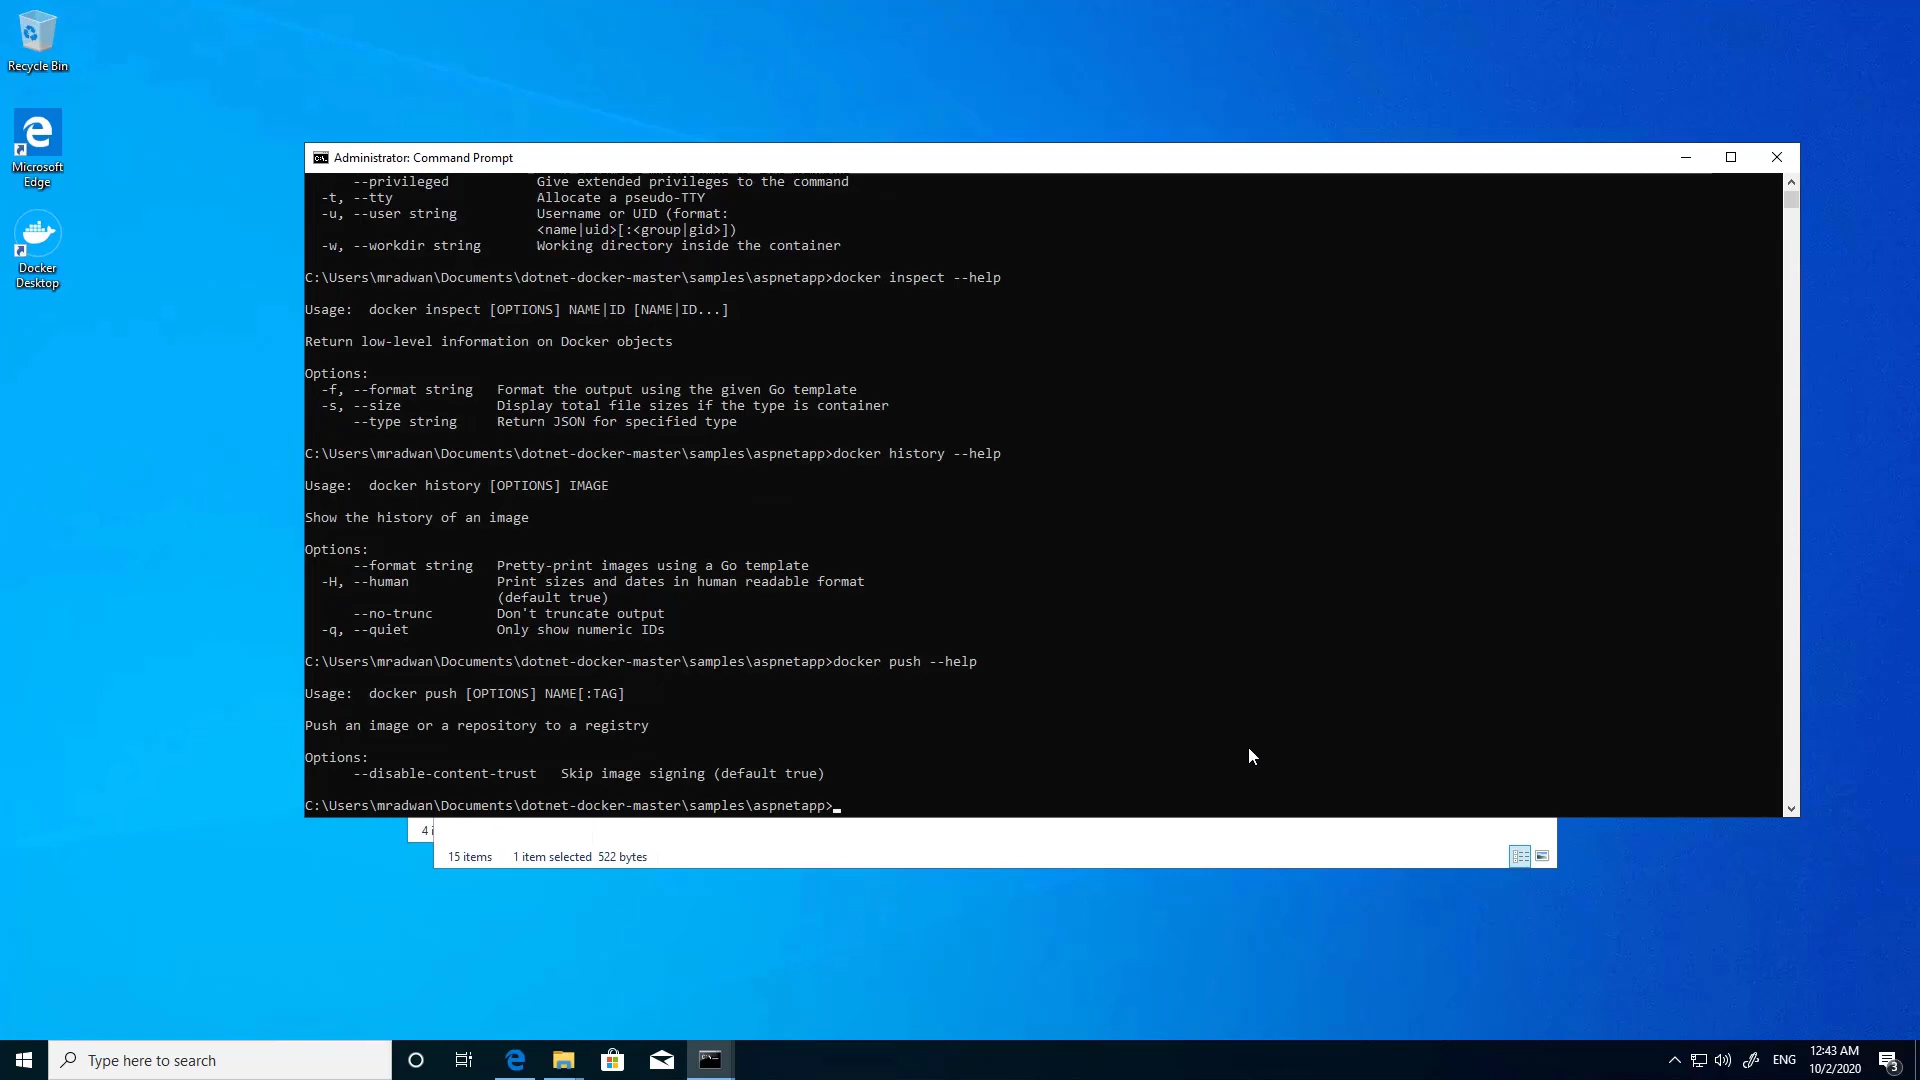 Recycle Bin
Microsoft
Edge
Docker
Desktop
Administrator: Command Prompt
--privileged Give extended privileges to the command
-t, --tty Allocate a pseudo-TTY
-u, --user string Username or UID (format:
<name|uid>[:<group|gid>])
-w, --workdir string Working directory inside the container
C:\Users\mradwan\Documents\dotnet-docker-master\samples\aspnetapp>docker inspect --help
Usage: docker inspect [OPTIONS] NAME|ID [NAME|ID...]
Return low-level information on Docker objects
Options:
-f, --format string Format the output using the given Go template
-s, --size Display total file sizes if the type is container
--type string Return JSON for specified type
C:\Users\mradwan\Documents\dotnet-docker-master\samples\aspnetapp>docker history --help
Usage: docker history [OPTIONS] IMAGE
Show the history of an image
Options:
--format string Pretty-print images using a Go template
-H, --human Print sizes and dates in human readable format
(default true)
--no-trunc Don't truncate output
-q, --quiet Only show numeric IDs
C:\Users\mradwan\Documents\dotnet-docker-master\samples\aspnetapp>docker push --help
Usage: docker push [OPTIONS] NAME[:TAG]
Push an image or a repository to a registry
Options:
--disable-content-trust Skip image signing (default true)
C:\Users\mradwan\Documents\dotnet-docker-master\samples\aspnetapp>
4 i
15 items 1 item selected 522 bytes
Type here to search
ENG
12:43 AM
10/2/2020
3